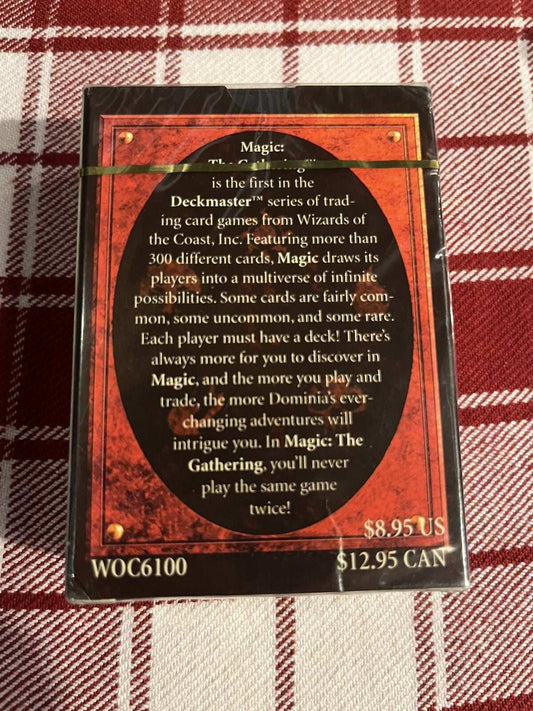 Magic:
The Gathering™
is the first in the
Deckmaster™ series of trad-
ing card games from Wizards of
the Coast, Inc. Featuring more than
300 different cards, Magic draws its
players into a multiverse of infinite
possibilities. Some cards are fairly com-
mon, some uncommon, and some rare.
Each player must have a deck! There's
always more for you to discover in
Magic, and the more you play and
trade, the more Dominia's ever-
changing adventures will
intrigue you. In Magic: The
Gathering, you'll never
play the same game
twice!
$8.95 US
WOC6100 $12.95 CAN